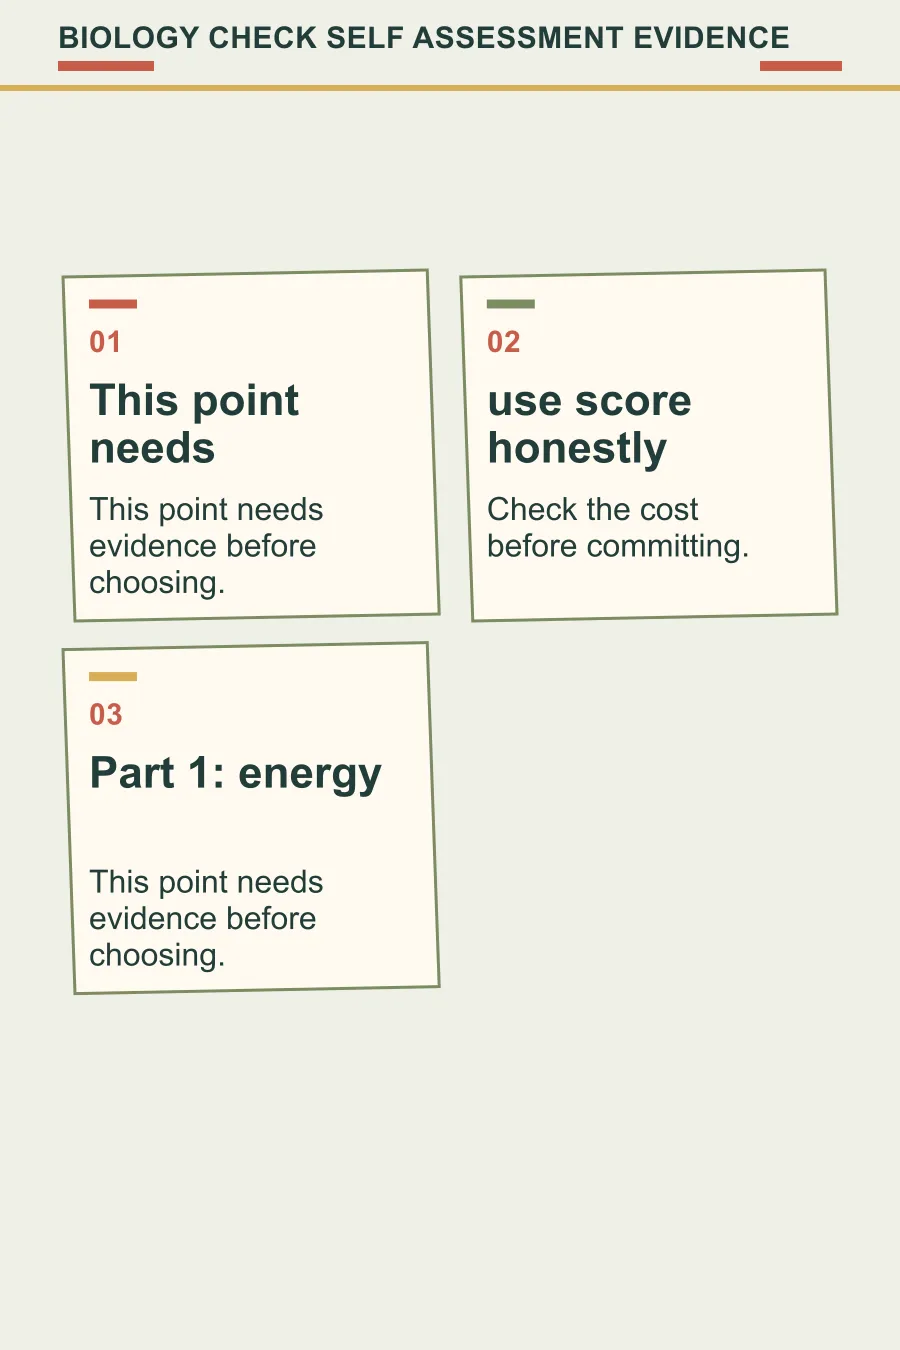 BIOLOGY CHECK SELF ASSESSMENT EVIDENCE
01
This point
needs
This point needs
evidence before
choosing.
02
use score
honestly
Check the cost
before committing.
03
Part 1: energy
This point needs
evidence before
choosing.